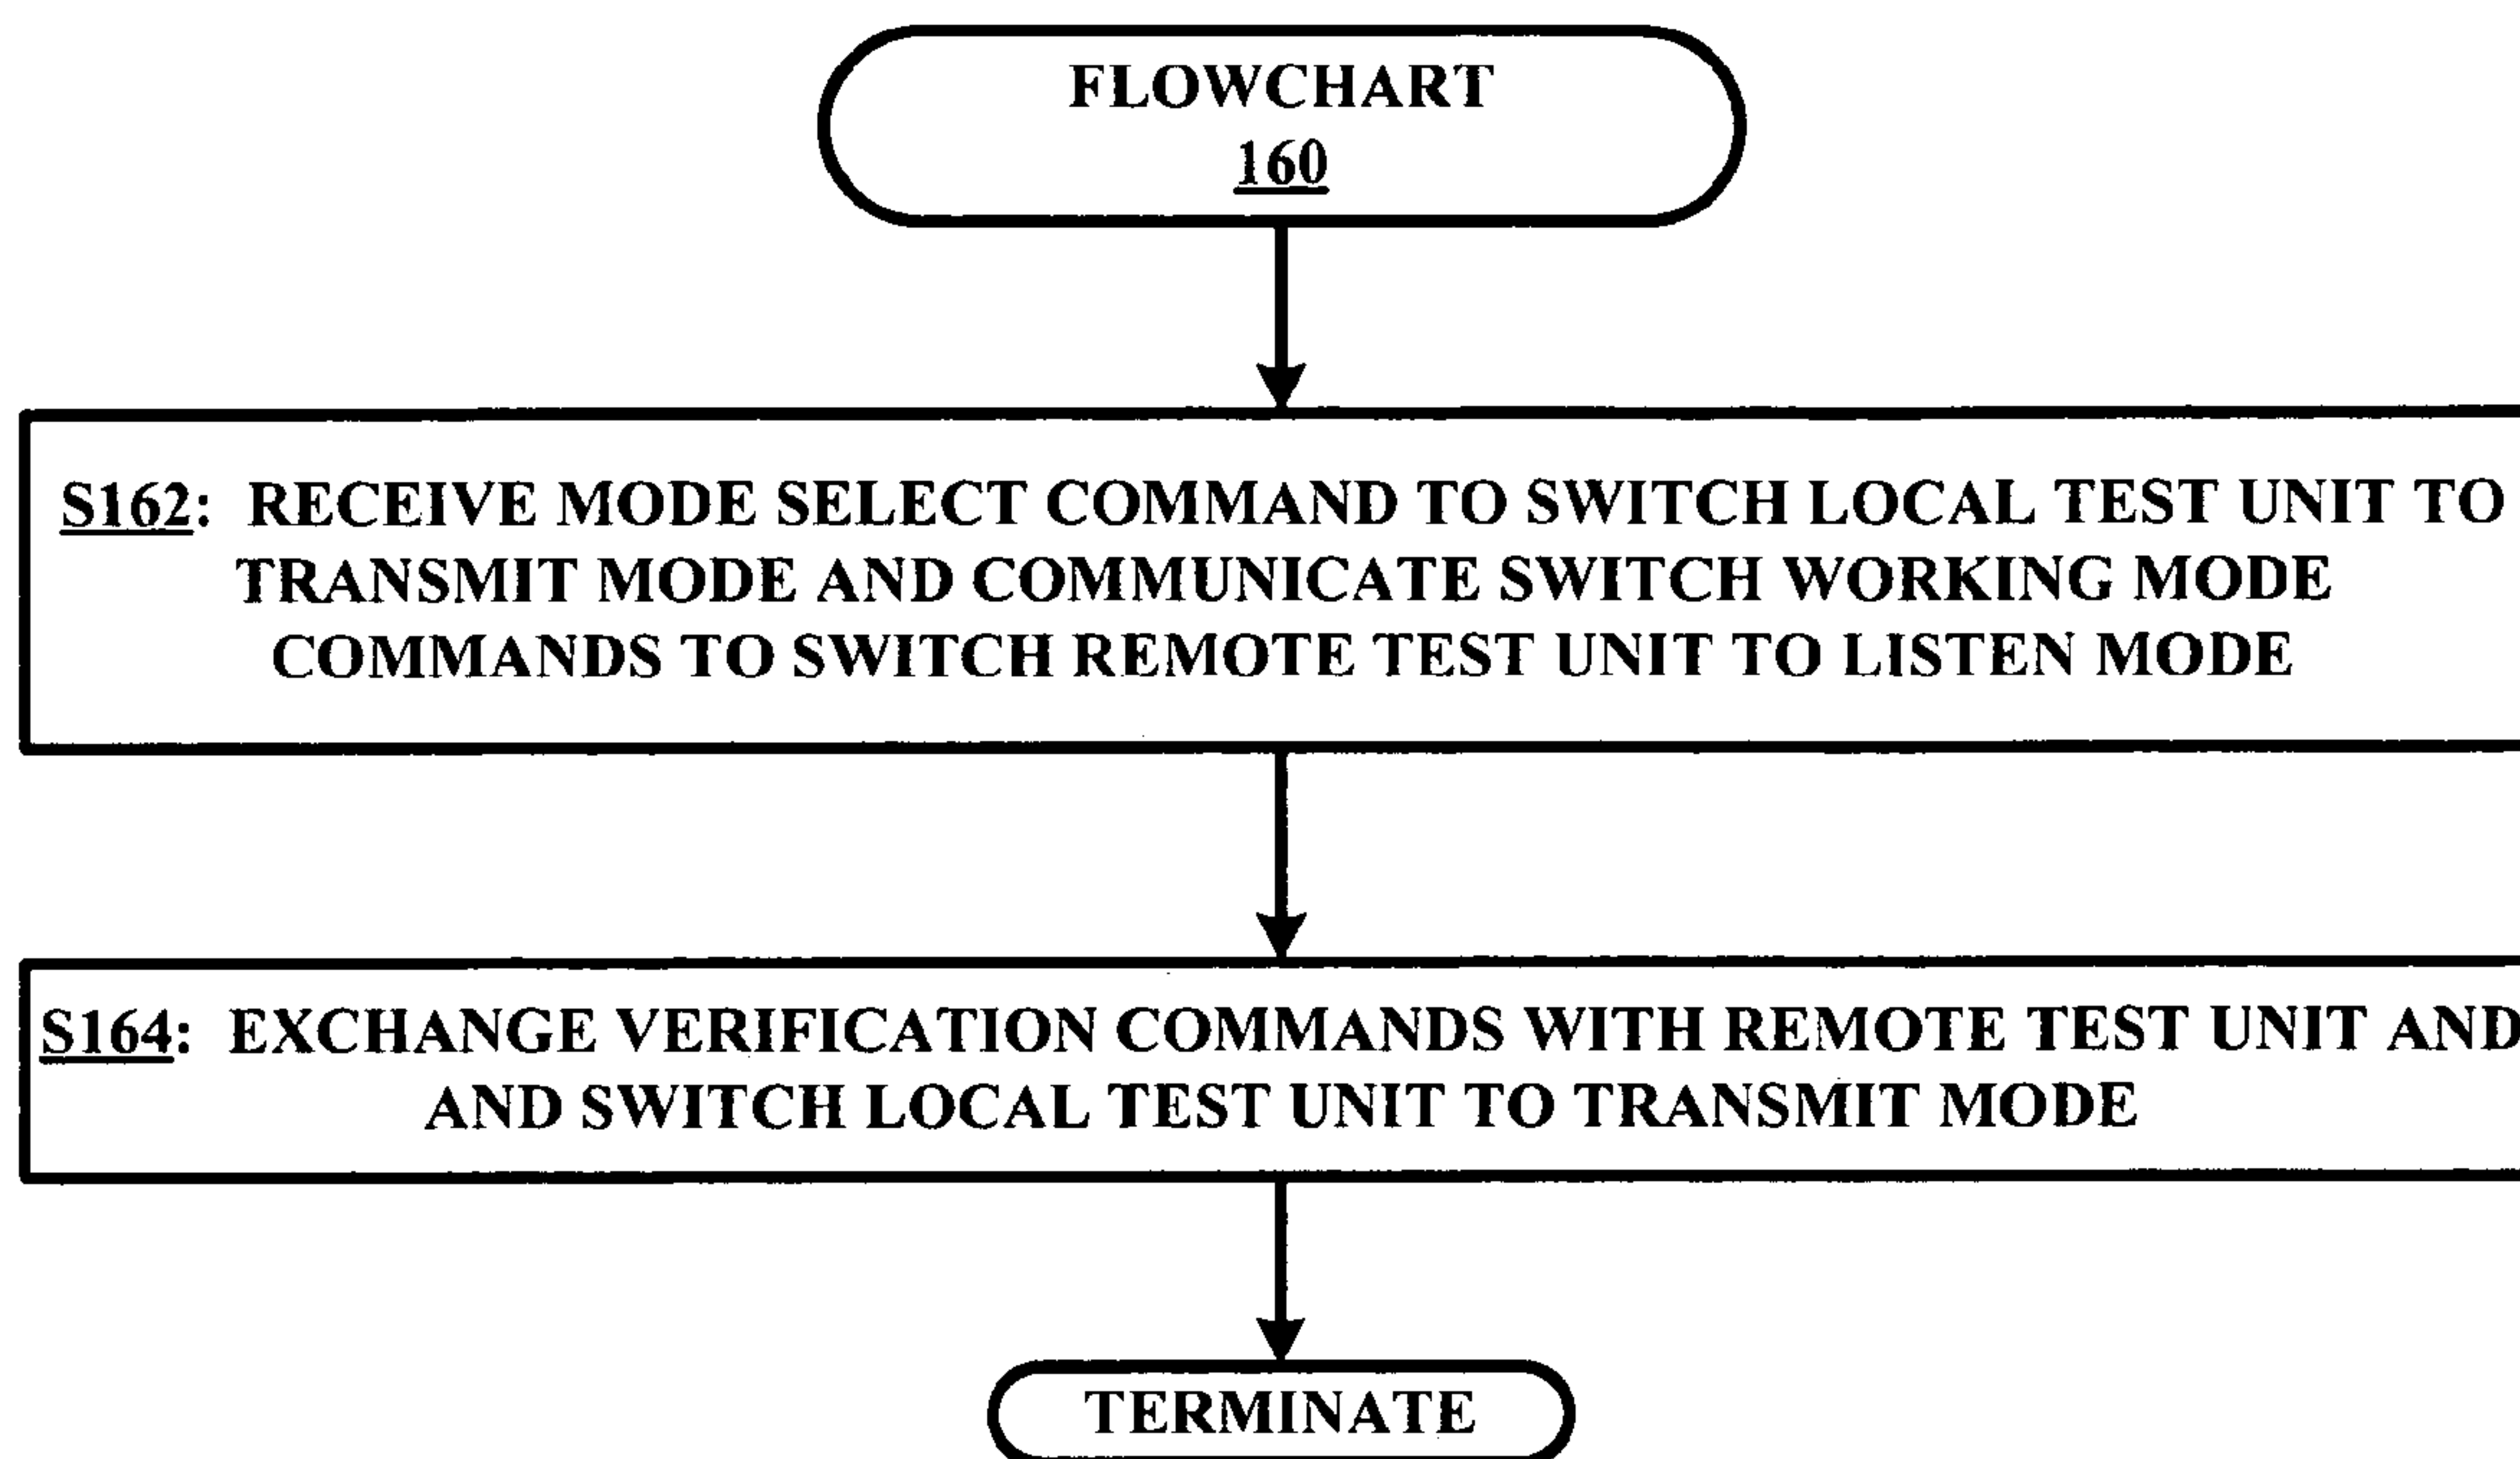 FLOWCHART
160
S162: RECEIVE MODE SELECT COMMAND TO SWITCH LOCAL TEST UNIT TO
TRANSMIT MODE AND COMMUNICATE SWITCH WORKING MODE
COMMANDS TO SWITCH REMOTE TEST UNIT TO LISTEN MODE
S164: EXCHANGE VERIFICATION COMMANDS WITH REMOTE TEST UNIT AND
AND SWITCH LOCAL TEST UNIT TO TRANSMIT MODE
TERMINATE